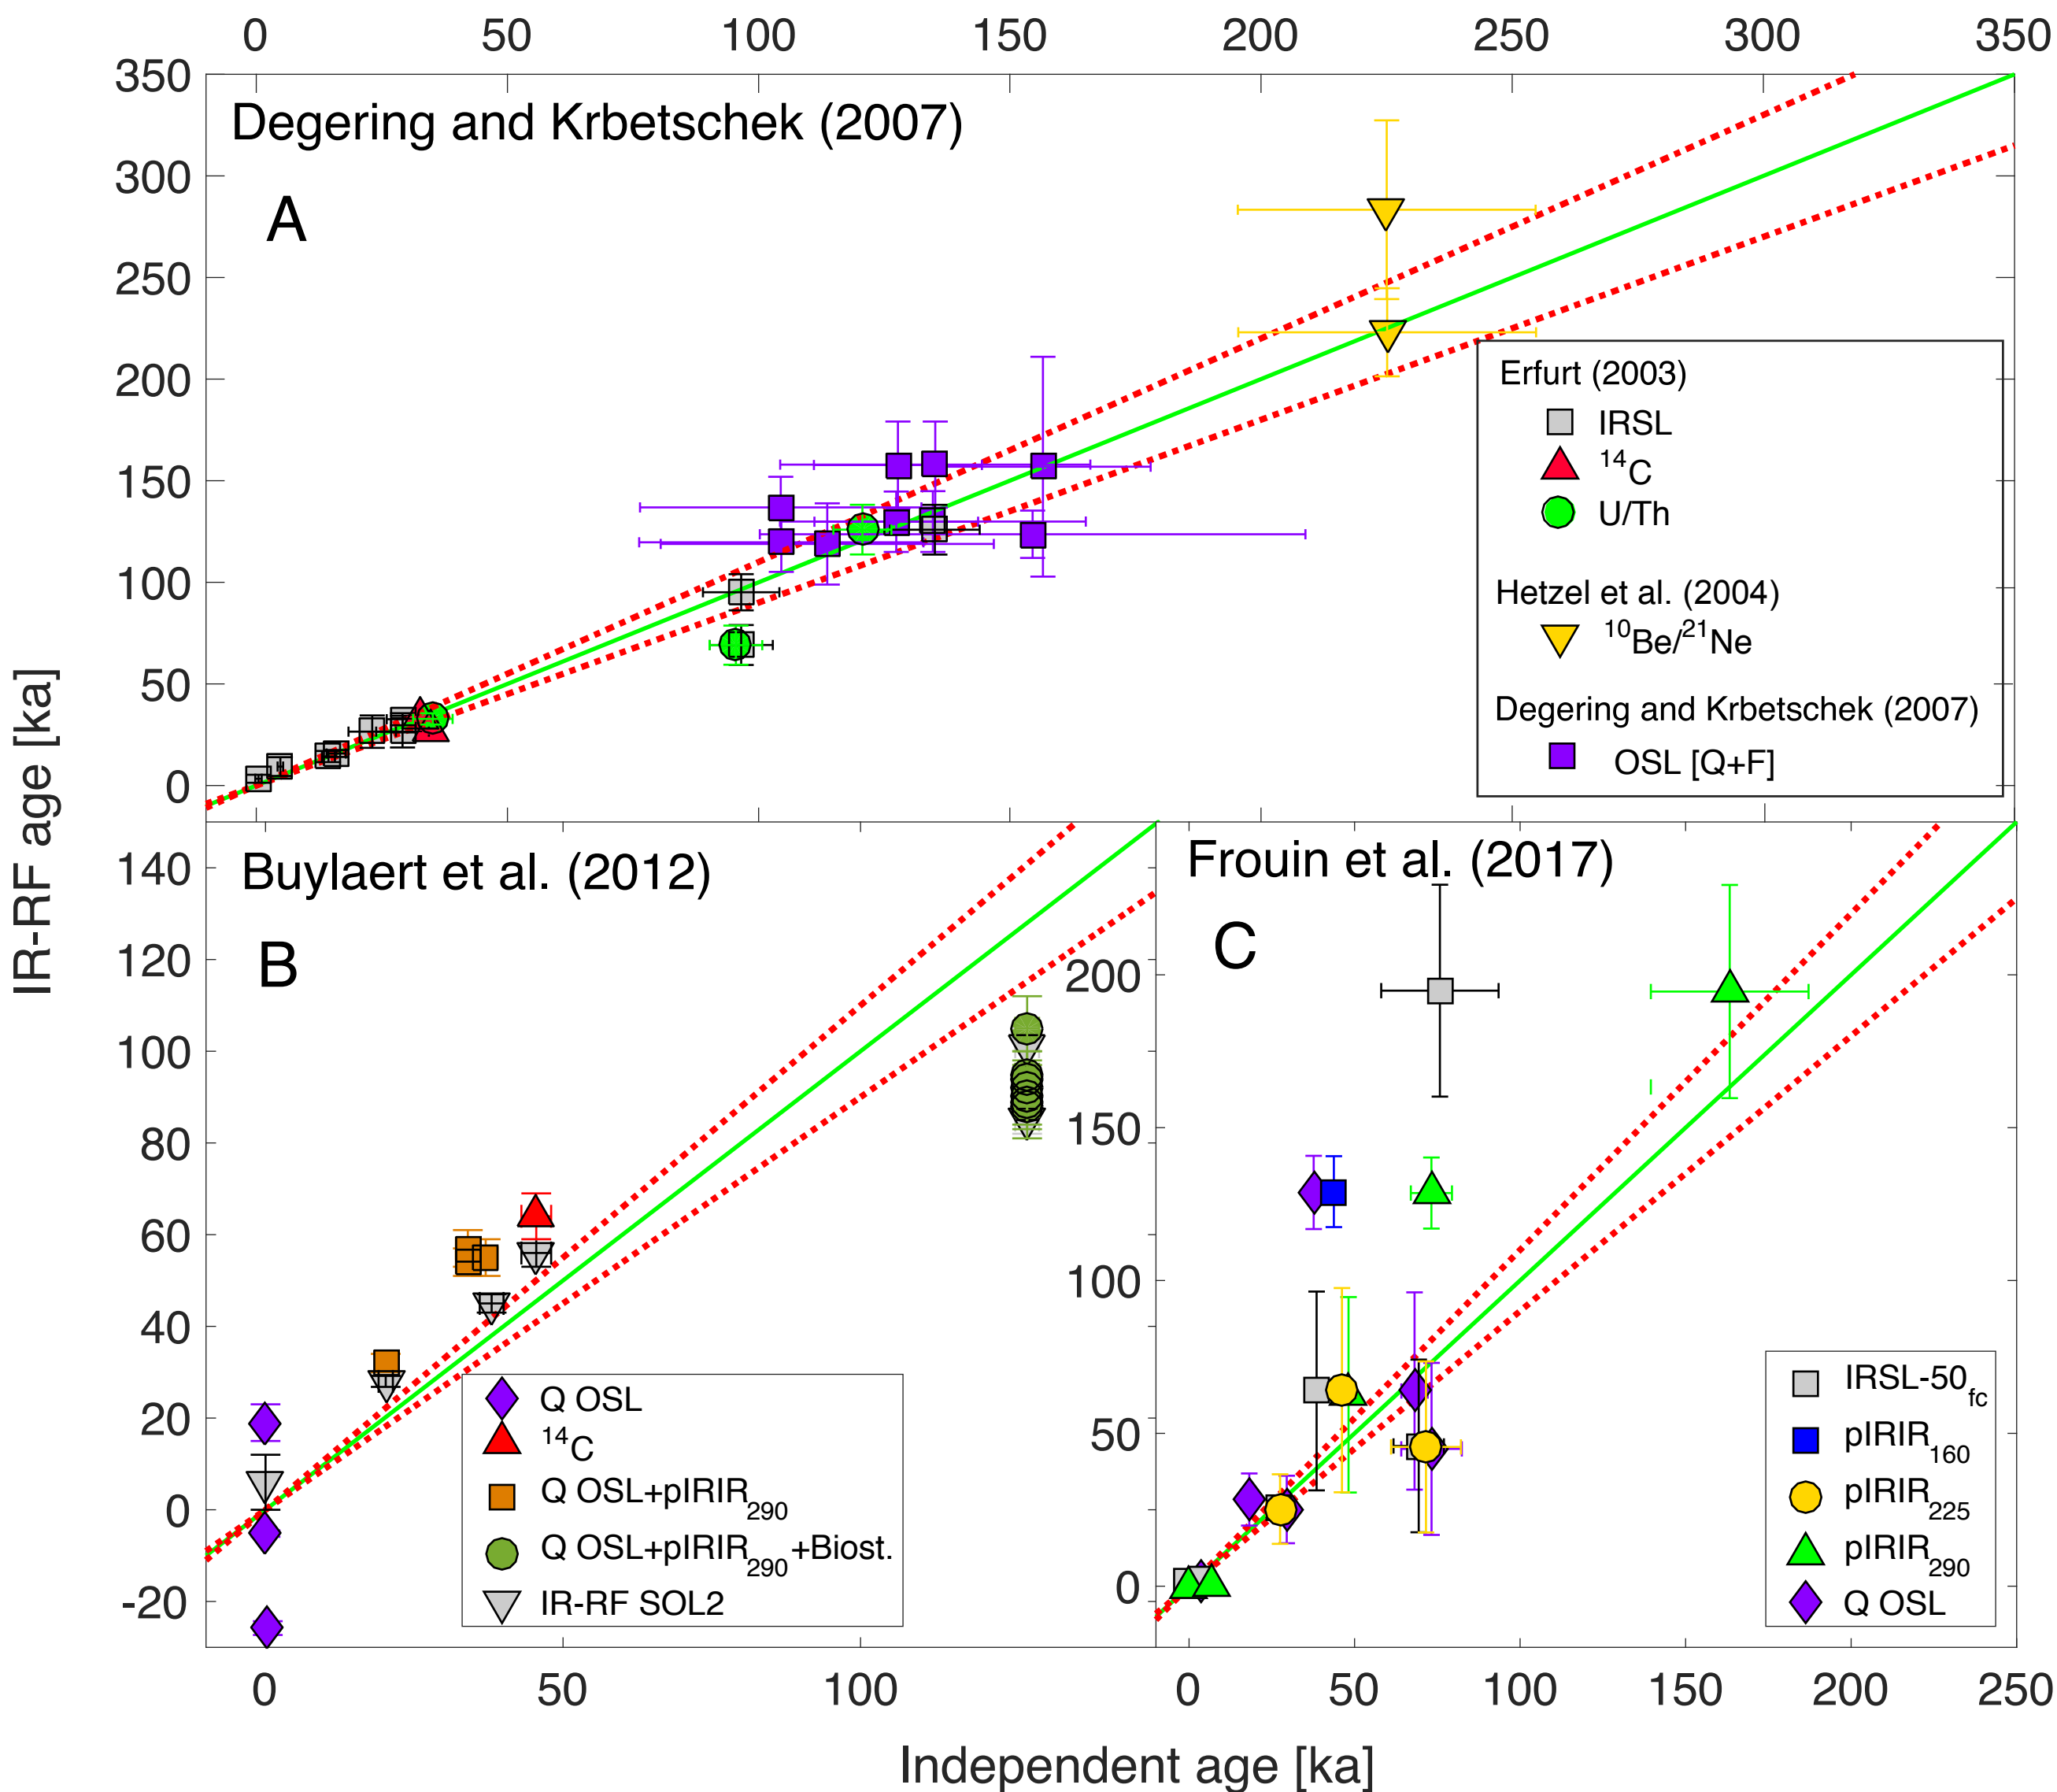 0 50 100 150 200 250 300 350
350
Degering and Krbetschek (2007)
300
A
250
200
150
100
50
0
Erfurt (2003)
IRSL
14C
U/Th
Hetzel et al. (2004)
10Be/21Ne
Degering and Krbetschek (2007)
OSL [Q+F]
IR-RF age [ka]
Buylaert et al. (2012)
B
140
120
100
80
60
40
20
0
-20
Q OSL
14C
Q OSL+pIRIR290
Q OSL+pIRIR290+Biost.
IR-RF SOL2
0 50 100
Frouin et al. (2017)
C
200
150
100
50
0
IRSL-50fc
pIRIR160
pIRIR225
pIRIR290
Q OSL
0 50 100 150 200 250
Independent age [ka]